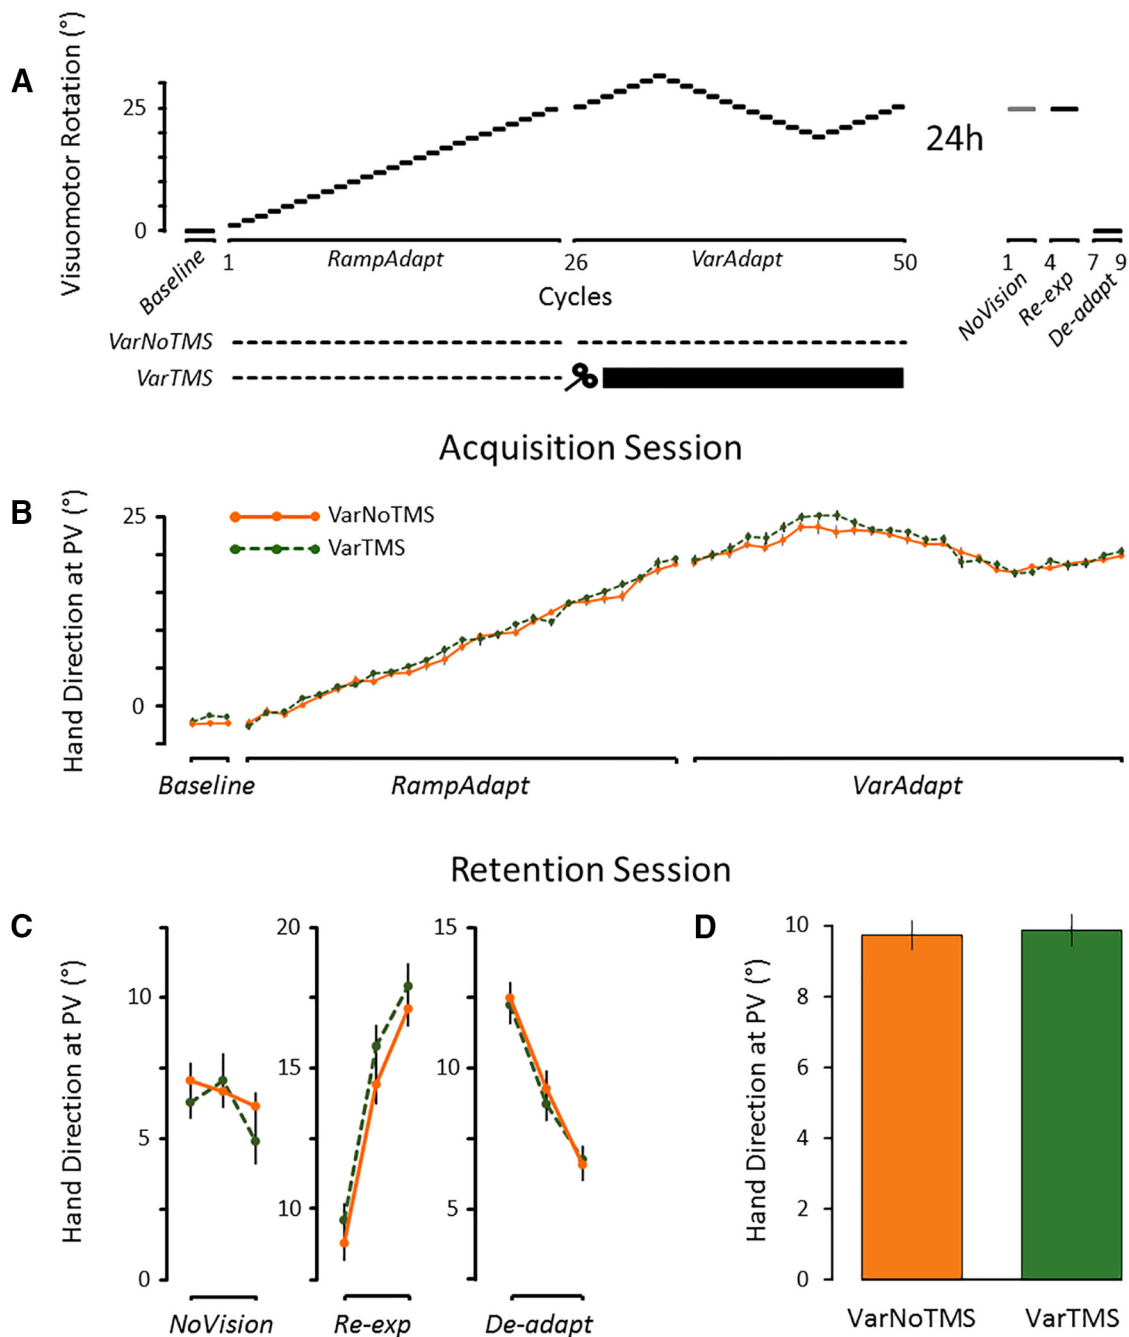 A
Visuomotor Rotation (°)
25
0
24h
Baseline
1
RampAdapt
26
VarAdapt
50
1
4
7
9
NoVision
Re-exp
De-adapt
Cycles
VarNoTMS
VarTMS
Acquisition Session
B
Hand Direction at PV (°)
25
0
VarNoTMS
VarTMS
Baseline
RampAdapt
VarAdapt
Retention Session
C
Hand Direction at PV (°)
10
5
0
NoVision
20
15
10
Re-exp
15
10
5
De-adapt
D
Hand Direction at PV (°)
10
8
6
4
2
0
VarNoTMS
VarTMS